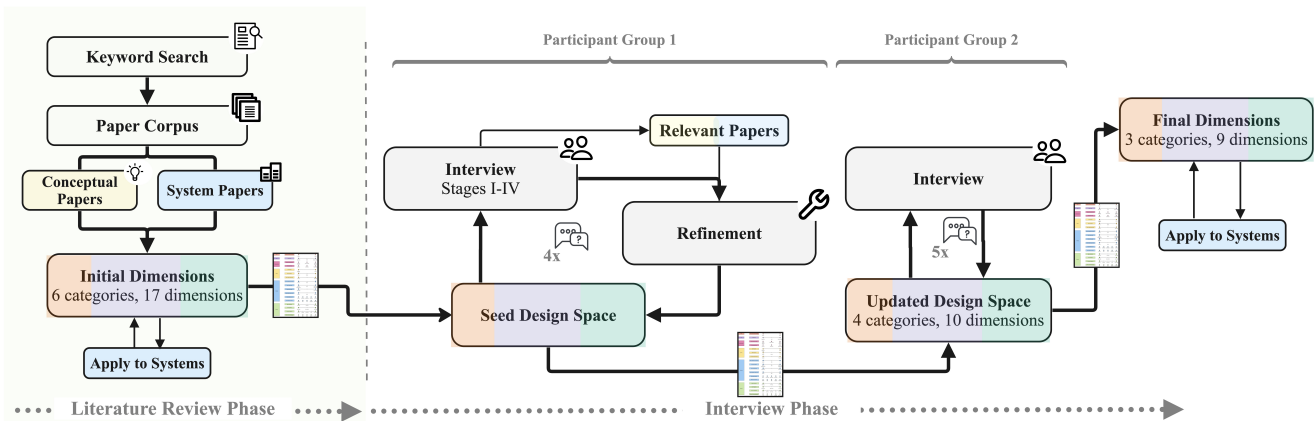 Keyword Search
Paper Corpus
Conceptual
Papers
System Papers
Initial Dimensions
6 categories, 17 dimensions
Apply to Systems
Literature Review Phase
Participant Group 1
Relevant Papers
Interview
Stages I-IV
Refinement
4x
Seed Design Space
Participant Group 2
Interview
5x
Updated Design Space
4 categories, 10 dimensions
Final Dimensions
3 categories, 9 dimensions
Apply to Systems
Interview Phase